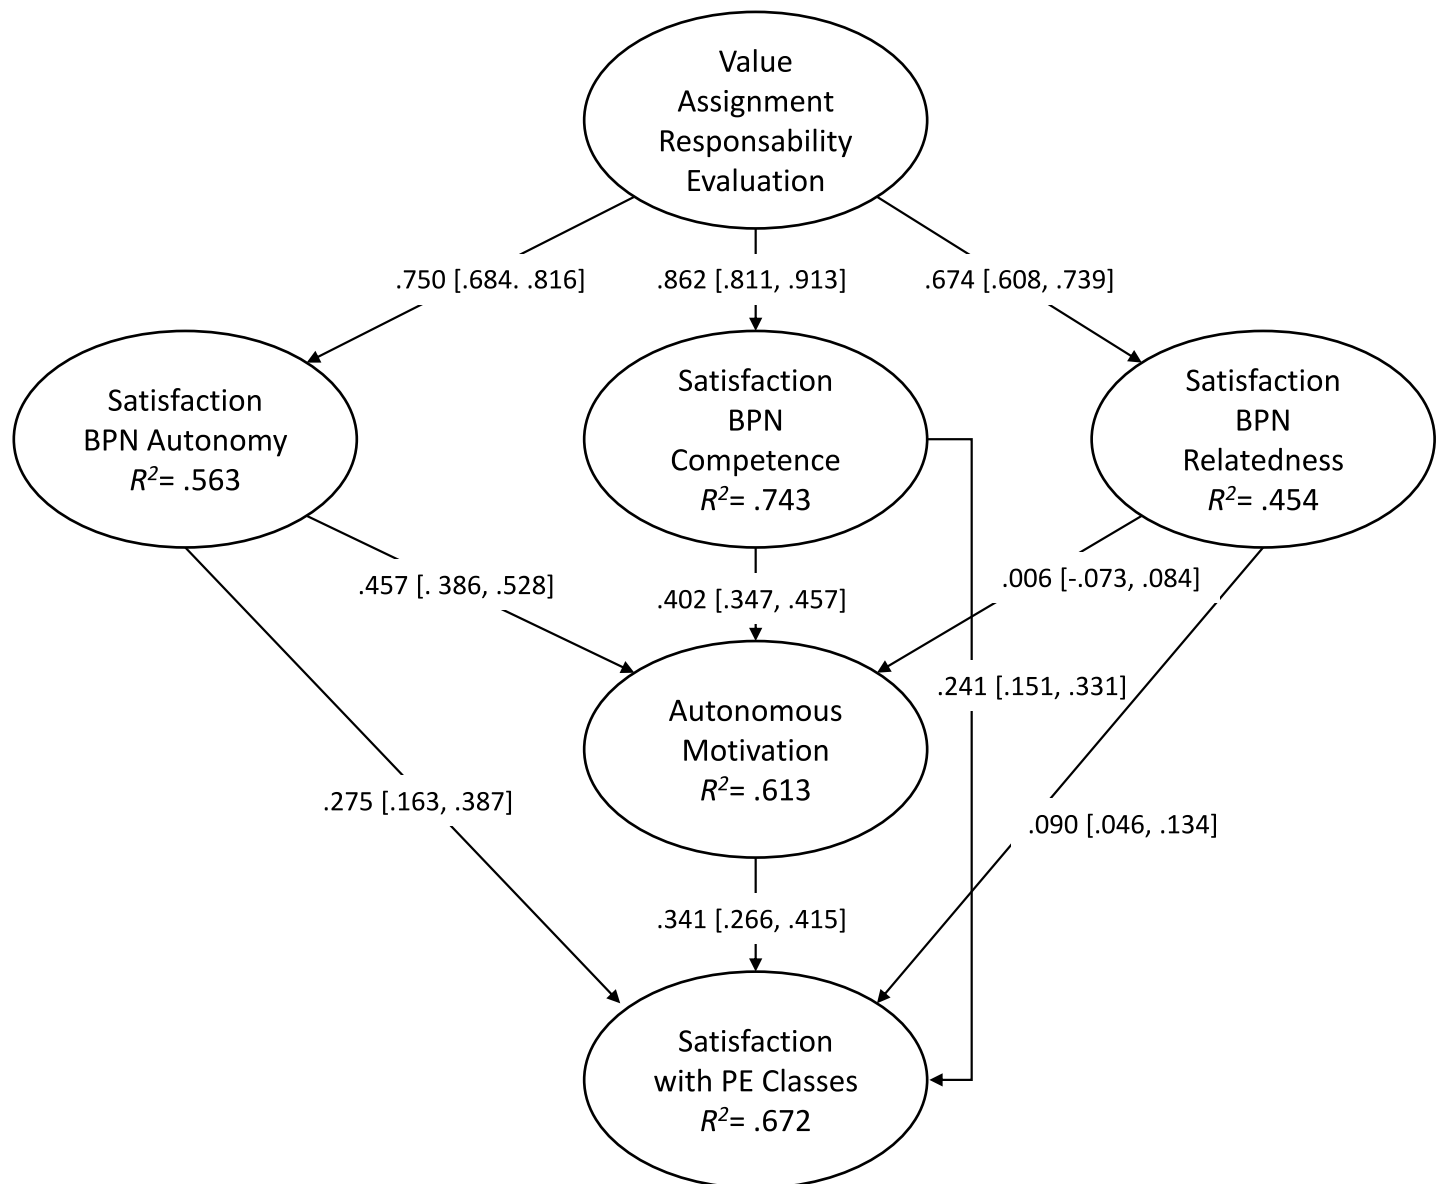 Value
Assignment
Responsability
Evaluation
.750 [.684. .816]
.862 [.811, .913]
.674 [.608, .739]
Satisfaction
BPN Autonomy
R²= .563
Satisfaction
BPN
Competence
R²= .743
Satisfaction
BPN
Relatedness
R²= .454
.457 [. 386, .528]
.402 [.347, .457]
.006 [-.073, .084]
.241 [.151, .331]
Autonomous
Motivation
R²= .613
.275 [.163, .387]
.090 [.046, .134]
.341 [.266, .415]
Satisfaction
with PE Classes
R²= .672